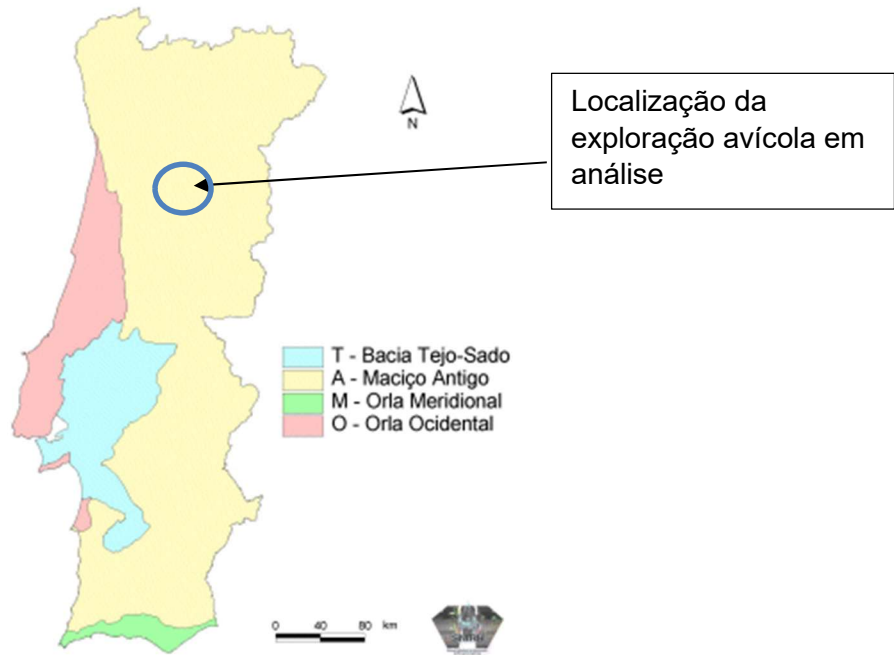 Localização da
exploração avícola em
análise
N
T - Bacia Tejo-Sado
A - Maciço Antigo
M - Orla Meridional
O - Orla Ocidental
0 40 80 km